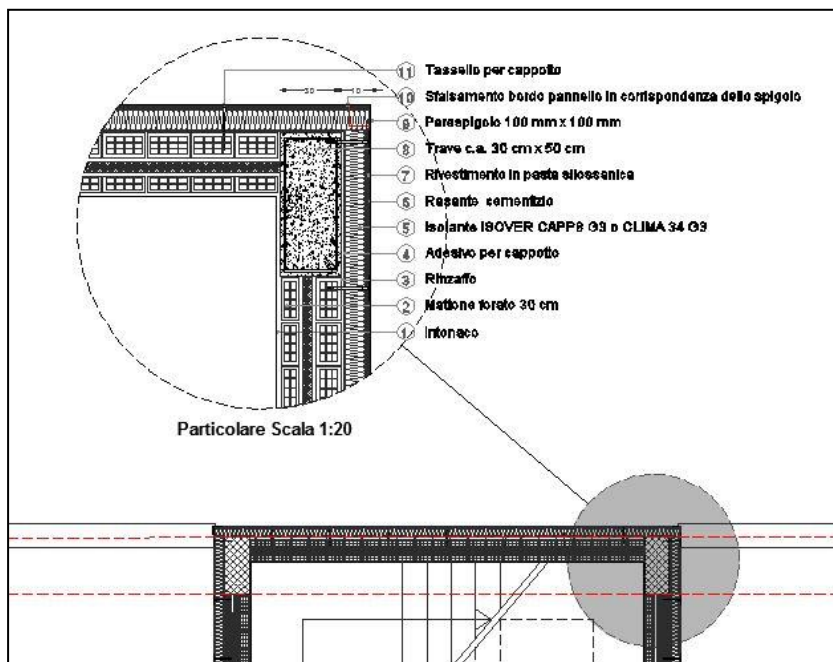 30 10
11 Tassello per cappotto
10 Sfalsamento bordo pannello in corrispondenza dello spigolo
9 Paraspigolo 100 mm x 100 mm
8 Trave c.a. 30 cm x 50 cm
7 Rivestimento in pasta silossanica
6 Rasante cementizio
5 Isolante ISOVER CAPP8 G3 o CLIMA 34 G3
4 Adesivo per cappotto
3 Rinzaffo
2 Mattone forato 30 cm
1 Intonaco
Particolare Scala 1:20